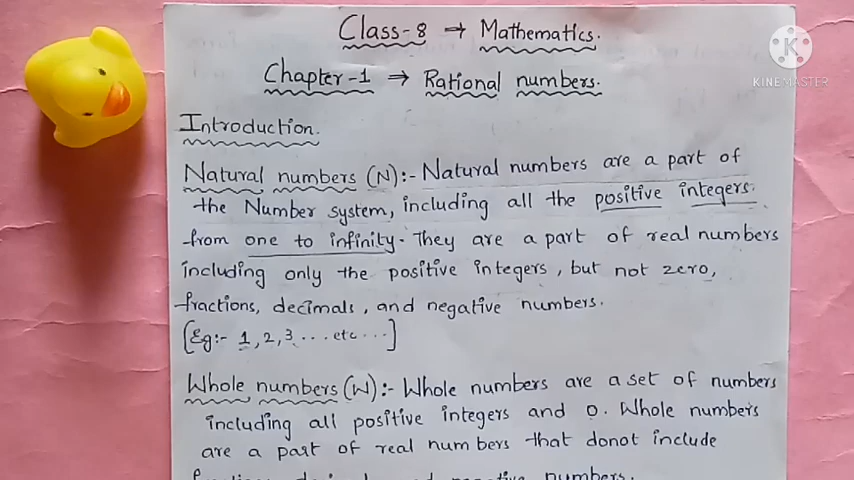 Class-8 → Mathematics.
Chapter-1 ⇒ Rational numbers.
Introduction.
Natural numbers (N):- Natural numbers are a part of
the Number system, including all the positive integers.
from one to infinity. They are a part of real numbers
including only the positive integers, but not zero,
fractions, decimals, and negative numbers.
[Eg:- 1, 2, 3 ... etc ...]
Whole numbers (W):- Whole numbers are a set of numbers
including all positive integers and 0. Whole numbers
are a part of real numbers that donot include
numbers.
K
KINEMASTER